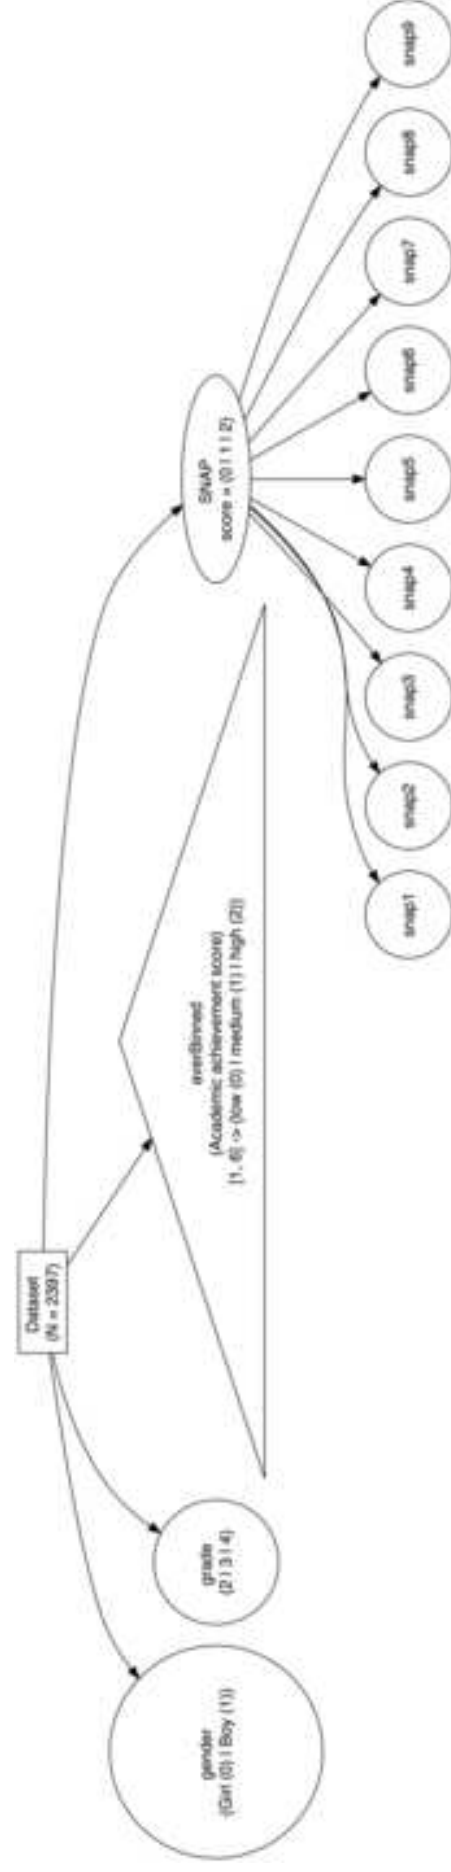 Dataset
(N = 2397)
gender
(Girl (0) | Boy (1))
grade
(2 | 3 | 4)
averBinned
(Academic achievement score)
[1, 6] -> (low (0) | medium (1) | high (2))
SNAP
score = (0 | 1 | 2)
snap1
snap2
snap3
snap4
snap5
snap6
snap7
snap8
snap9